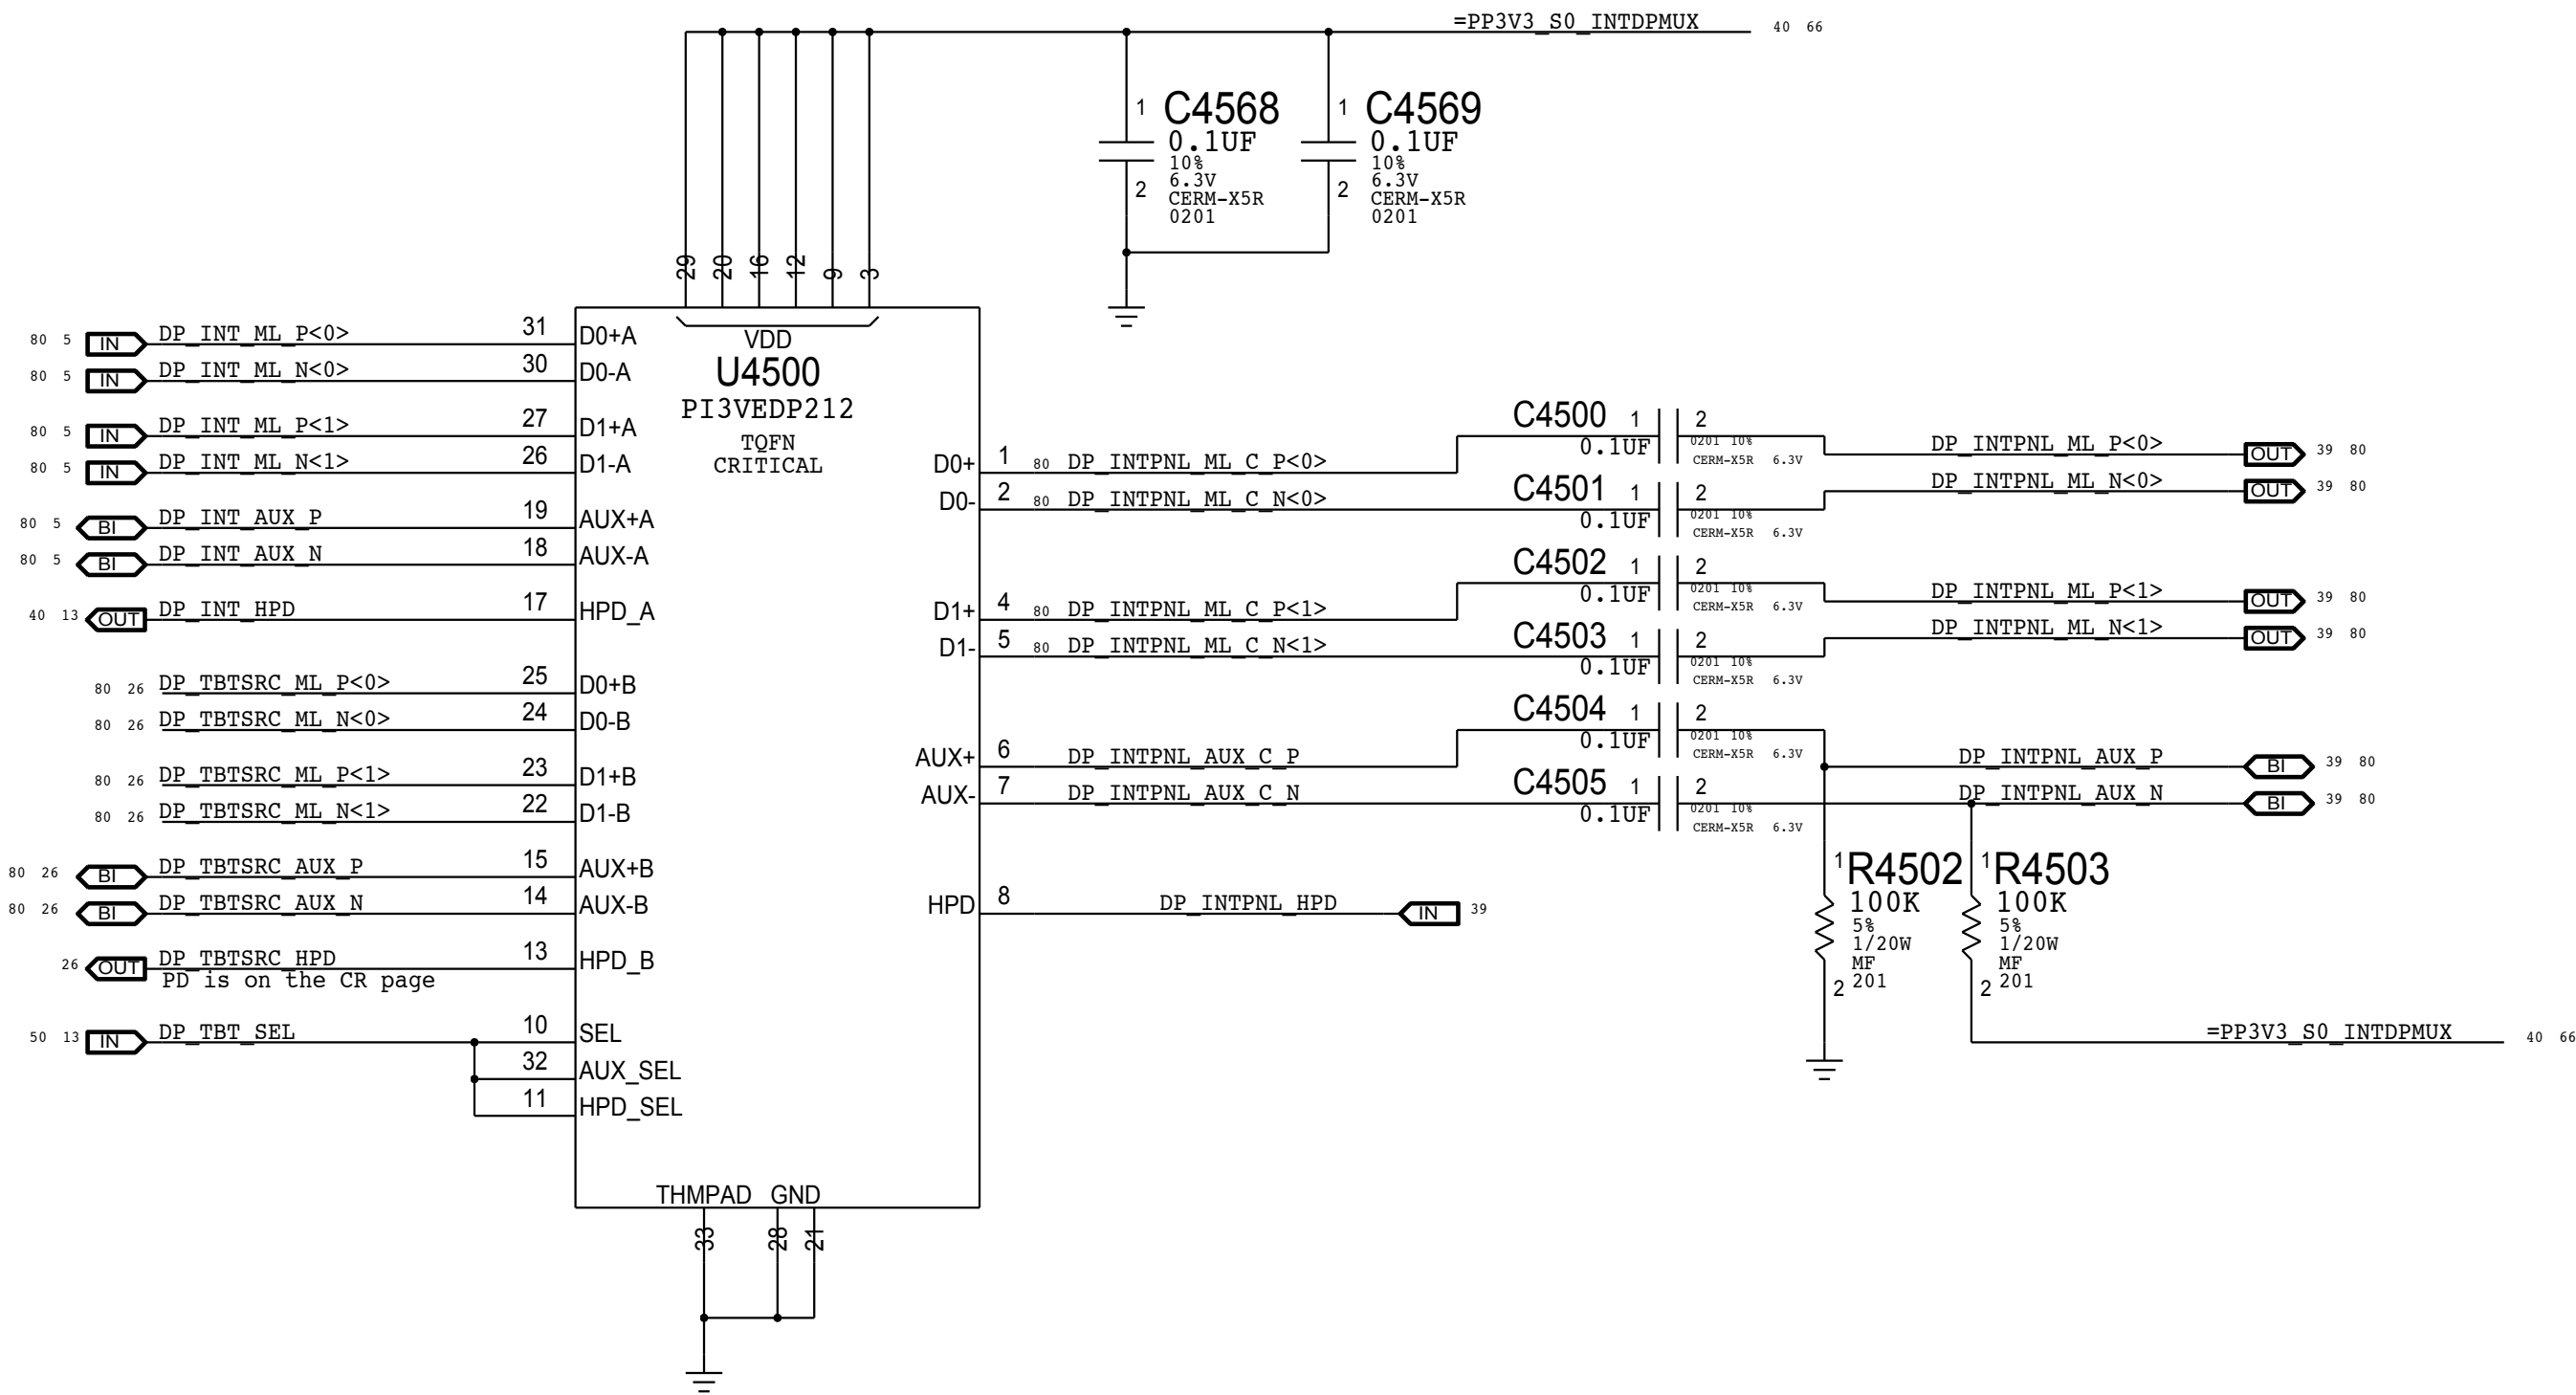 =PP3V3_S0_INTDPMUX 40 66
1 C4568
0.1UF
10%
6.3V
CERM-X5R
2
0201
1 C4569
0.1UF
10%
6.3V
CERM-X5R
2
0201
29 20 16 12 9 3
VDD
U4500
PI3VEDP212
TQFN
CRITICAL
80 5 IN DP_INT_ML_P<0> 31 D0+A
80 5 IN DP_INT_ML_N<0> 30 D0-A
80 5 IN DP_INT_ML_P<1> 27 D1+A
80 5 IN DP_INT_ML_N<1> 26 D1-A
80 5 BI DP_INT_AUX_P 19 AUX+A
80 5 BI DP_INT_AUX_N 18 AUX-A
40 13 OUT DP_INT_HPD 17 HPD_A
80 26 DP_TBTSRC_ML_P<0> 25 D0+B
80 26 DP_TBTSRC_ML_N<0> 24 D0-B
80 26 DP_TBTSRC_ML_P<1> 23 D1+B
80 26 DP_TBTSRC_ML_N<1> 22 D1-B
80 26 BI DP_TBTSRC_AUX_P 15 AUX+B
80 26 BI DP_TBTSRC_AUX_N 14 AUX-B
26 OUT DP_TBTSRC_HPD 13 HPD_B
PD is on the CR page
50 13 IN DP_TBT_SEL 10 SEL
32 AUX_SEL
11 HPD_SEL
THMPAD GND
33 28 21
D0+ 1 80 DP_INTPNL_ML_C_P<0>
D0- 2 80 DP_INTPNL_ML_C_N<0>
D1+ 4 80 DP_INTPNL_ML_C_P<1>
D1- 5 80 DP_INTPNL_ML_C_N<1>
AUX+ 6 DP_INTPNL_AUX_C_P
AUX- 7 DP_INTPNL_AUX_C_N
HPD 8 DP_INTPNL_HPD IN 39
C4500 1 2
0.1UF 0201 10%
CERM-X5R 6.3V
C4501 1 2
0.1UF 0201 10%
CERM-X5R 6.3V
C4502 1 2
0.1UF 0201 10%
CERM-X5R 6.3V
C4503 1 2
0.1UF 0201 10%
CERM-X5R 6.3V
C4504 1 2
0.1UF 0201 10%
CERM-X5R 6.3V
C4505 1 2
0.1UF 0201 10%
CERM-X5R 6.3V
DP_INTPNL_ML_P<0> OUT 39 80
DP_INTPNL_ML_N<0> OUT 39 80
DP_INTPNL_ML_P<1> OUT 39 80
DP_INTPNL_ML_N<1> OUT 39 80
DP_INTPNL_AUX_P BI 39 80
DP_INTPNL_AUX_N BI 39 80
1 R4502
100K
5%
1/20W
MF
2 201
1 R4503
100K
5%
1/20W
MF
2 201
=PP3V3_S0_INTDPMUX 40 66